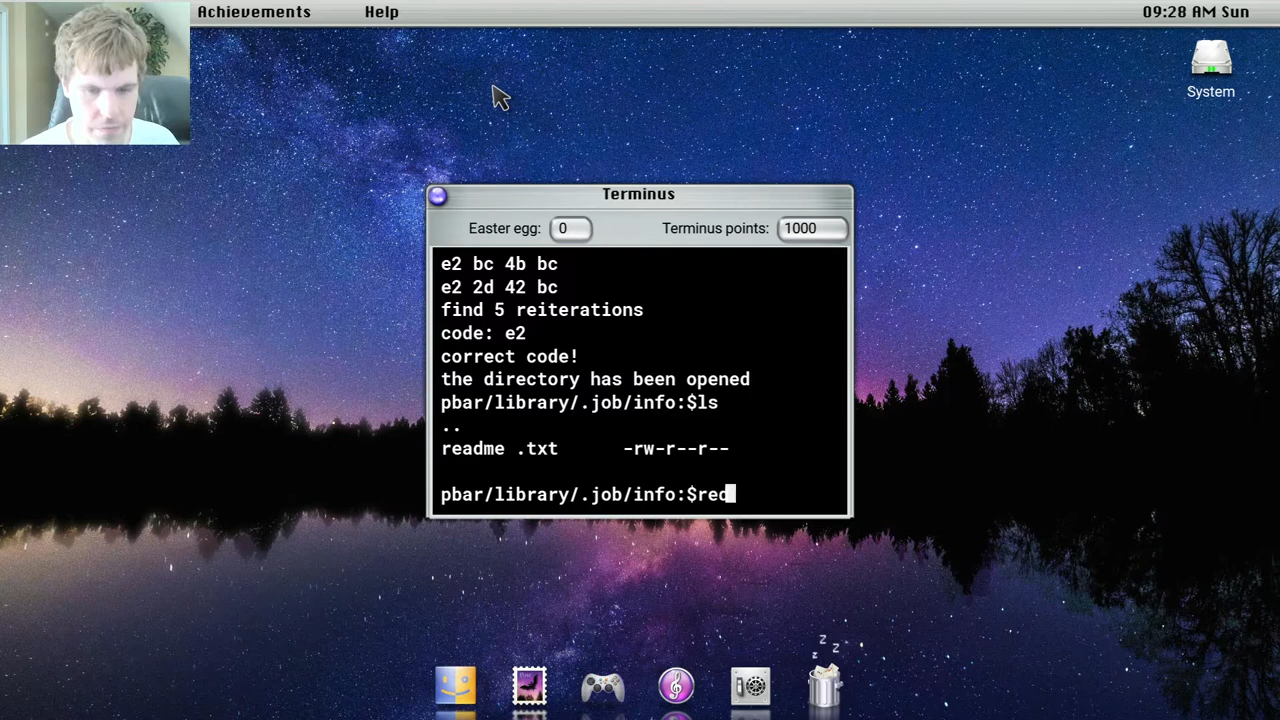 Achievements Help 09:28 AM Sun
System
Terminus
Easter egg: 0 Terminus points: 1000
e2 bc 4b bc
e2 2d 42 bc
find 5 reiterations
code: e2
correct code!
the directory has been opened
pbar/library/.job/info:$ls
..
readme .txt -rw-r--r--
pbar/library/.job/info:$rec
z
z z